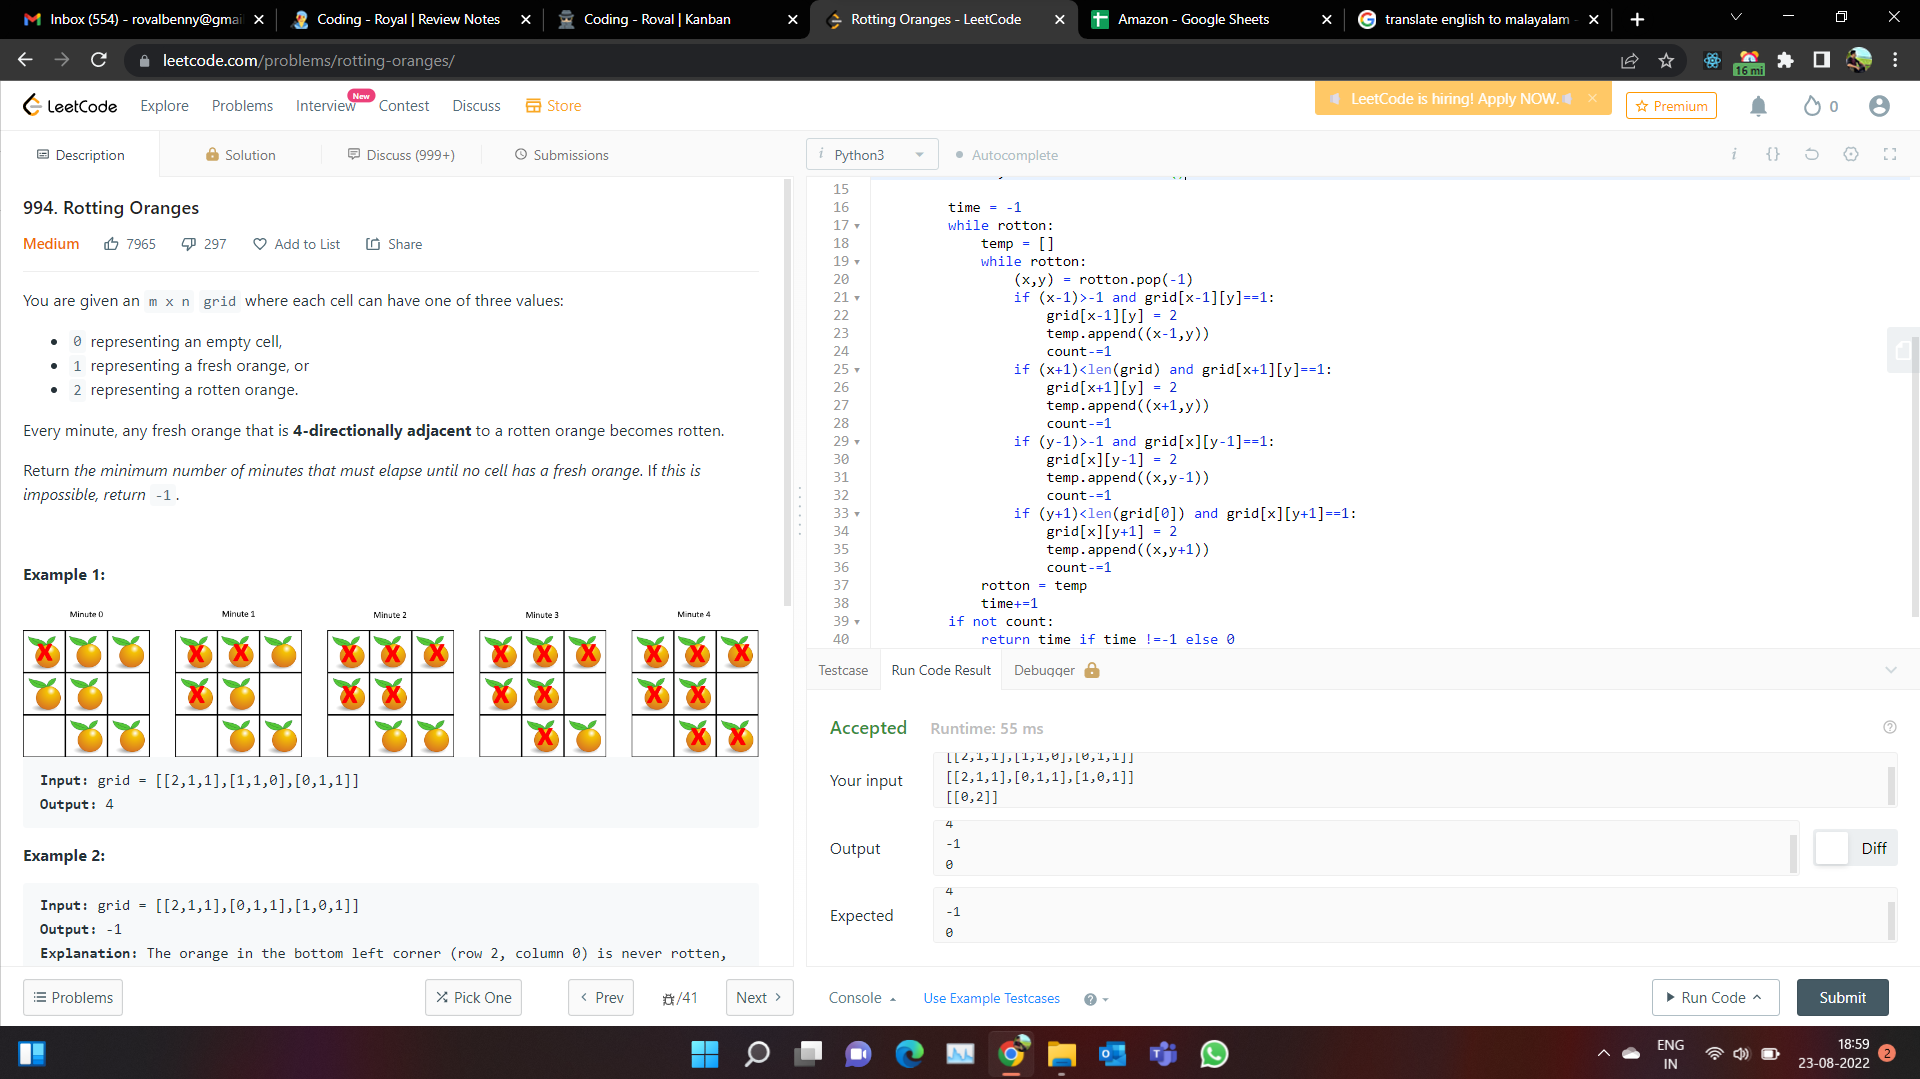 Inbox (554) - rovalbenny@gmai
Coding - Royal | Review Notes
Coding - Roval | Kanban
Rotting Oranges - LeetCode
Amazon - Google Sheets
translate english to malayalam -
leetcode.com/problems/rotting-oranges/
16 mi
LeetCode
Explore
Problems
Interview
New
Contest
Discuss
Store
LeetCode is hiring! Apply NOW.
Premium
0
Description
Solution
Discuss (999+)
Submissions
i Python3
Autocomplete
i {}
994. Rotting Oranges
Medium 7965 297 Add to List Share
You are given an m x n grid where each cell can have one of three values:
• 0 representing an empty cell,
• 1 representing a fresh orange, or
• 2 representing a rotten orange.
Every minute, any fresh orange that is 4-directionally adjacent to a rotten orange becomes rotten.
Return the minimum number of minutes that must elapse until no cell has a fresh orange. If this is
impossible, return -1.
Example 1:
Minute 0 Minute 1 Minute 2 Minute 3 Minute 4
Input: grid = [[2,1,1],[1,1,0],[0,1,1]]
Output: 4
Example 2:
Input: grid = [[2,1,1],[0,1,1],[1,0,1]]
Output: -1
Explanation: The orange in the bottom left corner (row 2, column 0) is never rotten,
15
16 time = -1
17 while rotton:
18 temp = []
19 while rotton:
20 (x,y) = rotton.pop(-1)
21 if (x-1)>-1 and grid[x-1][y]==1:
22 grid[x-1][y] = 2
23 temp.append((x-1,y))
24 count-=1
25 if (x+1)<len(grid) and grid[x+1][y]==1:
26 grid[x+1][y] = 2
27 temp.append((x+1,y))
28 count-=1
29 if (y-1)>-1 and grid[x][y-1]==1:
30 grid[x][y-1] = 2
31 temp.append((x,y-1))
32 count-=1
33 if (y+1)<len(grid[0]) and grid[x][y+1]==1:
34 grid[x][y+1] = 2
35 temp.append((x,y+1))
36 count-=1
37 rotton = temp
38 time+=1
39 if not count:
40 return time if time !=-1 else 0
Testcase
Run Code Result
Debugger
Accepted Runtime: 55 ms
Your input
[[2,1,1],[1,1,0],[0,1,1]]
[[2,1,1],[0,1,1],[1,0,1]]
[[0,2]]
Output
4
-1
0
Diff
Expected
4
-1
0
Problems
Pick One
Prev
/41
Next
Console
Use Example Testcases
Run Code
Submit
ENG
IN
18:59
23-08-2022
2